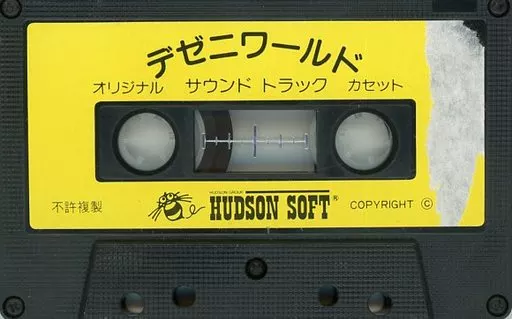 デゼニワールド
オリジナル サウンド トラック カセット
不許複製
HUDSON GROUP
HUDSON SOFT®
COPYRIGHT ©